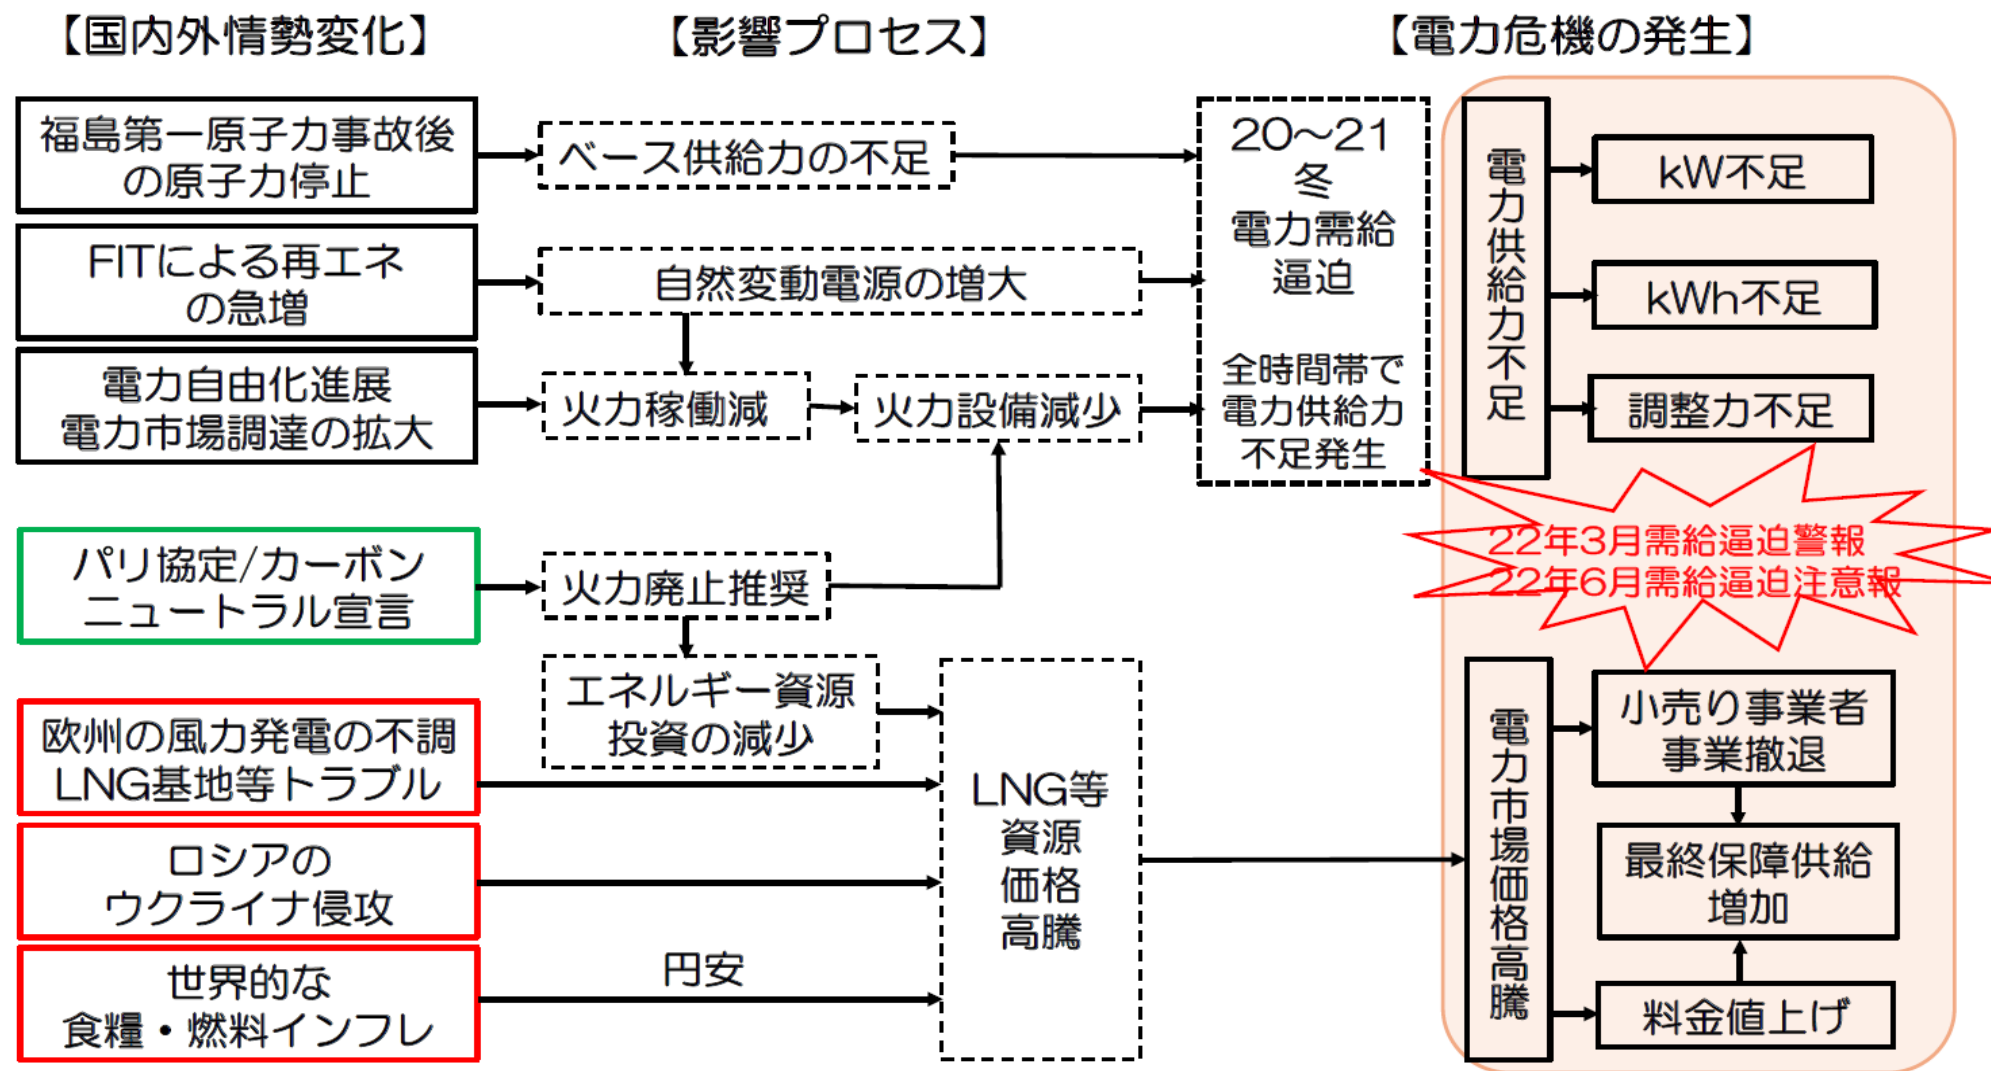 【国内外情勢変化】
【影響プロセス】
【電力危機の発生】
福島第一原子力事故後
の原子力停止
ベース供給力の不足
FITによる再エネ
の急増
自然変動電源の増大
電力自由化進展
電力市場調達の拡大
火力稼働減
火力設備減少
20～21
冬
電力需給
逼迫
全時間帯で
電力供給力
不足発生
電力供給力不足
kW不足
kWh不足
調整力不足
22年3月需給逼迫警報
22年6月需給逼迫注意報
パリ協定/カーボン
ニュートラル宣言
火力廃止推奨
エネルギー資源
投資の減少
欧州の風力発電の不調
LNG基地等トラブル
ロシアの
ウクライナ侵攻
世界的な
食糧・燃料インフレ
円安
LNG等
資源
価格
高騰
電力市場価格高騰
小売り事業者
事業撤退
最終保障供給
増加
料金値上げ